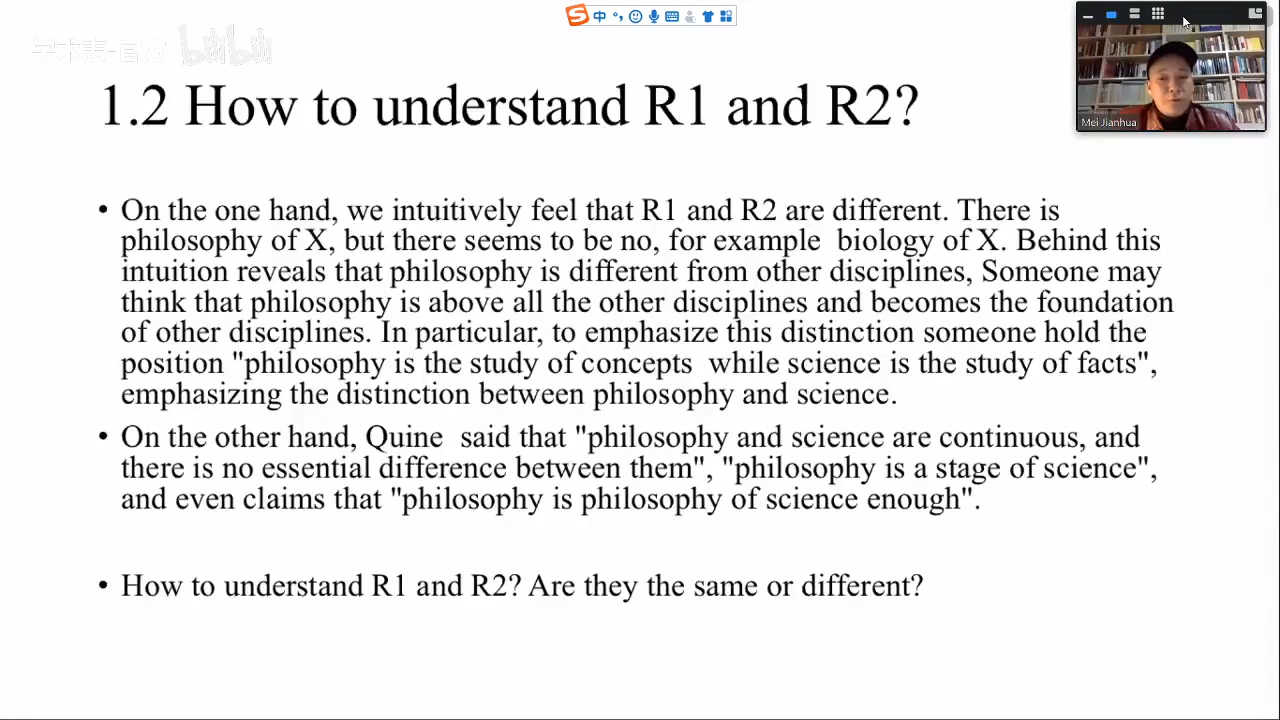 中
学术志-官方 bilibili
1.2 How to understand R1 and R2?
Mei Jianhua
• On the one hand, we intuitively feel that R1 and R2 are different. There is
philosophy of X, but there seems to be no, for example  biology of X. Behind this
intuition reveals that philosophy is different from other disciplines, Someone may
think that philosophy is above all the other disciplines and becomes the foundation
of other disciplines. In particular, to emphasize this distinction someone hold the
position "philosophy is the study of concepts  while science is the study of facts",
emphasizing the distinction between philosophy and science.
• On the other hand, Quine  said that "philosophy and science are continuous, and
there is no essential difference between them", "philosophy is a stage of science",
and even claims that "philosophy is philosophy of science enough".
• How to understand R1 and R2? Are they the same or different?